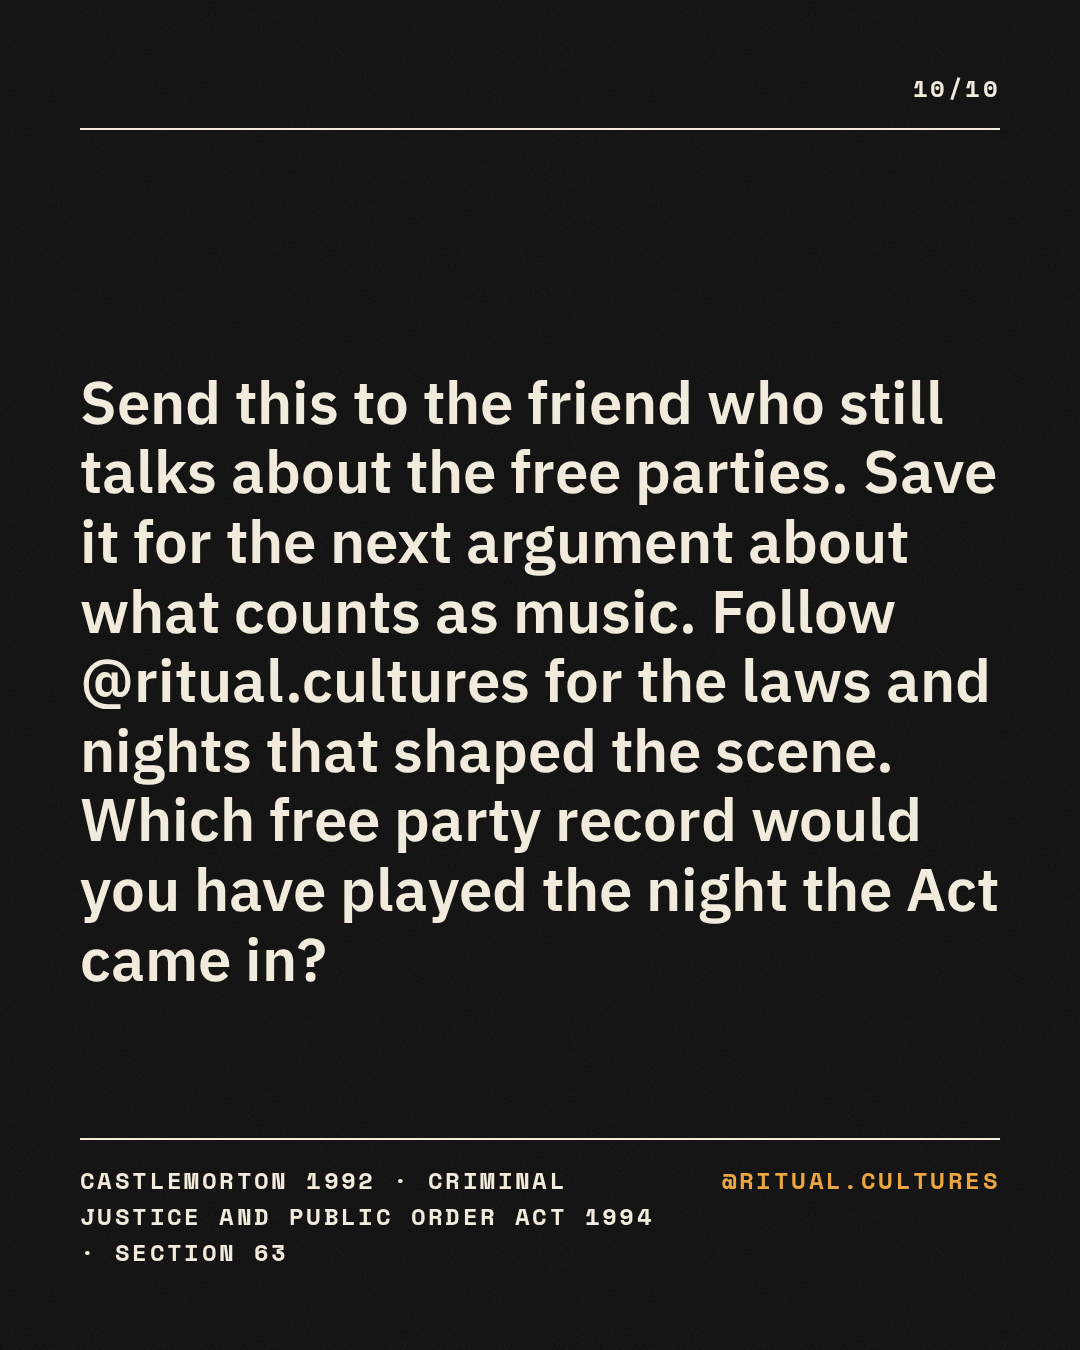 10/10
Send this to the friend who still
talks about the free parties. Save
it for the next argument about
what counts as music. Follow
@ritual.cultures for the laws and
nights that shaped the scene.
Which free party record would
you have played the night the Act
came in?
CASTLEMORTON 1992 · CRIMINAL
JUSTICE AND PUBLIC ORDER ACT 1994
· SECTION 63
@RITUAL.CULTURES